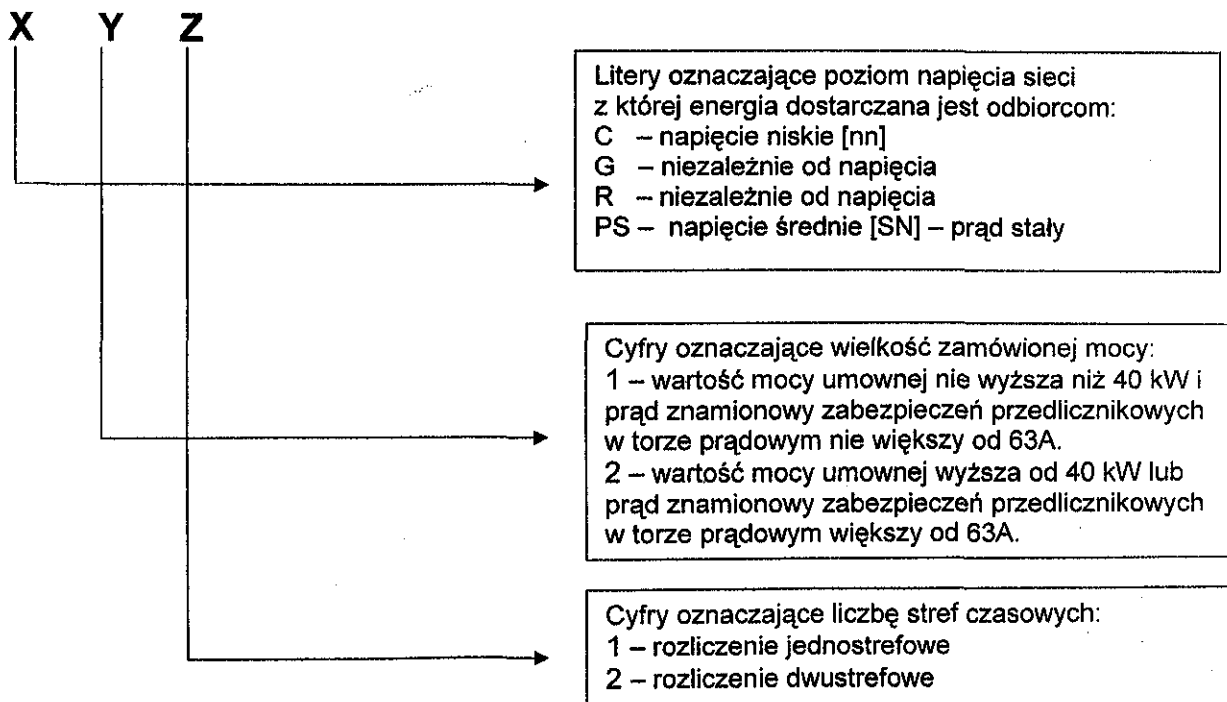 X Y Z
Litery oznaczające poziom napięcia sieci
z której energia dostarczana jest odbiorcom:
C – napięcie niskie [nn]
G – niezależnie od napięcia
R – niezależnie od napięcia
PS – napięcie średnie [SN] – prąd stały
Cyfry oznaczające wielkość zamówionej mocy:
1 – wartość mocy umownej nie wyższa niż 40 kW i
prąd znamionowy zabezpieczeń przedlicznikowych
w torze prądowym nie większy od 63A.
2 – wartość mocy umownej wyższa od 40 kW lub
prąd znamionowy zabezpieczeń przedlicznikowych
w torze prądowym większy od 63A.
Cyfry oznaczające liczbę stref czasowych:
1 – rozliczenie jednostrefowe
2 – rozliczenie dwustrefowe